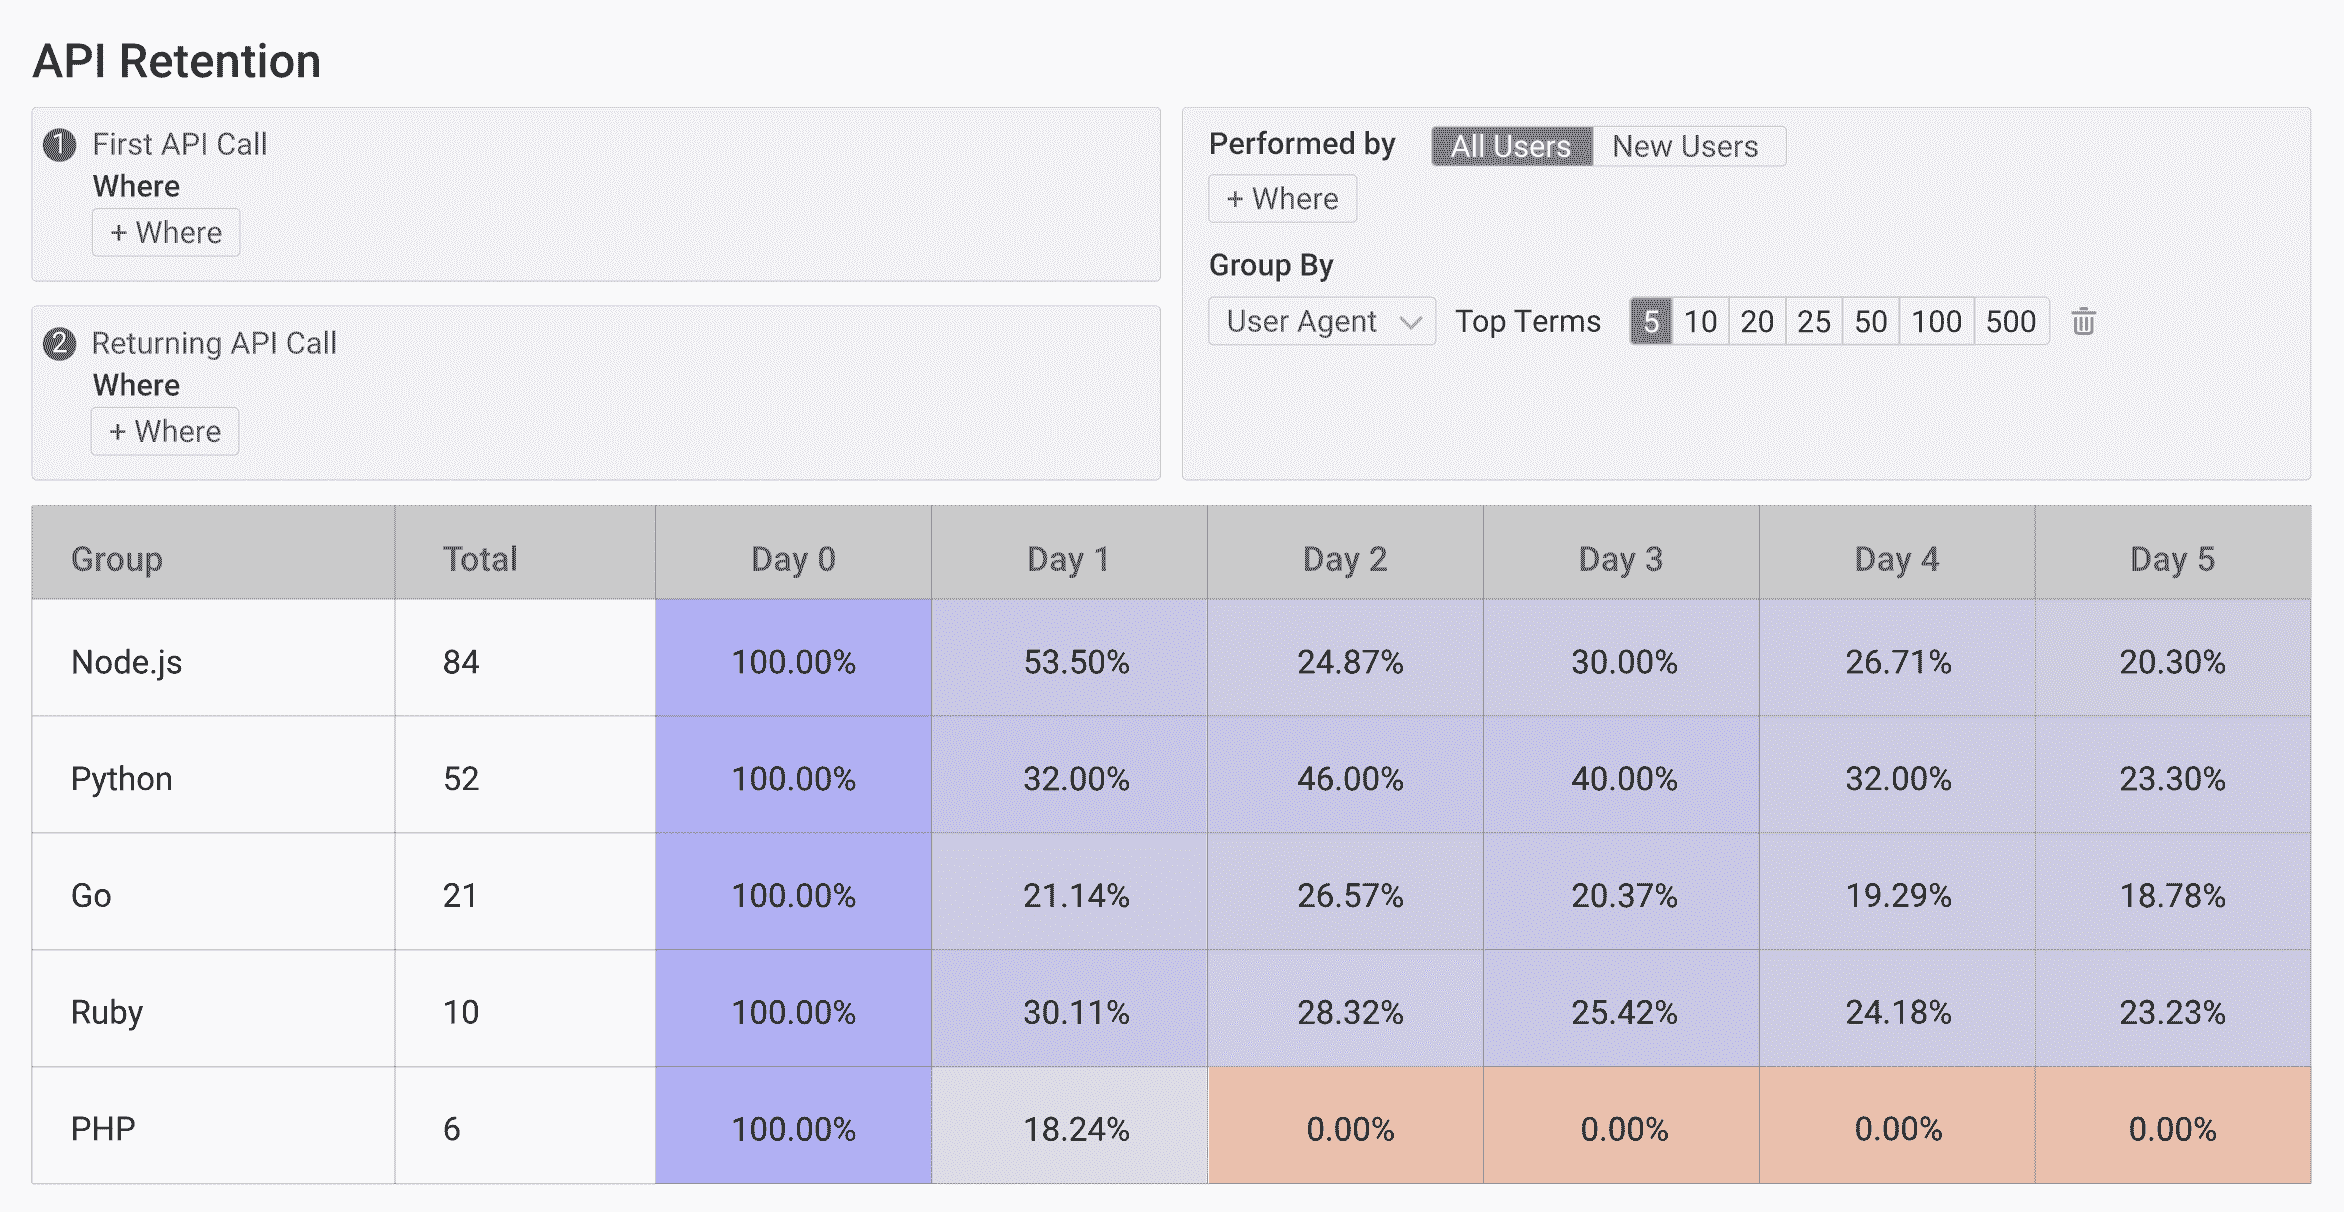 API Retention
1 First API Call
Where
+ Where
2 Returning API Call
Where
+ Where
Performed by All Users New Users
+ Where
Group By
User Agent Top Terms 5 10 20 25 50 100 500
Group Total Day 0 Day 1 Day 2 Day 3 Day 4 Day 5
Node.js 84 100.00% 53.50% 24.87% 30.00% 26.71% 20.30%
Python 52 100.00% 32.00% 46.00% 40.00% 32.00% 23.30%
Go 21 100.00% 21.14% 26.57% 20.37% 19.29% 18.78%
Ruby 10 100.00% 30.11% 28.32% 25.42% 24.18% 23.23%
PHP 6 100.00% 18.24% 0.00% 0.00% 0.00% 0.00%